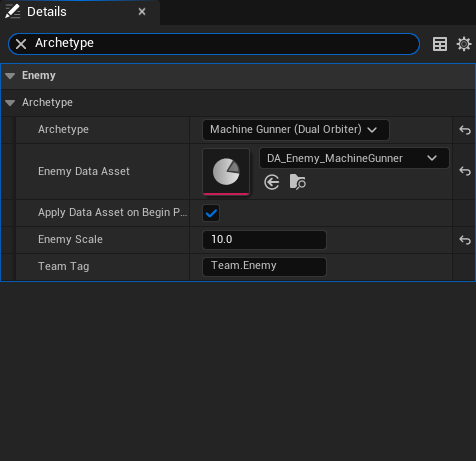 Details
Archetype
Enemy
Archetype
Archetype
Machine Gunner (Dual Orbiter)
Enemy Data Asset
DA_Enemy_MachineGunner
Apply Data Asset on Begin P...
Enemy Scale
10.0
Team Tag
Team.Enemy